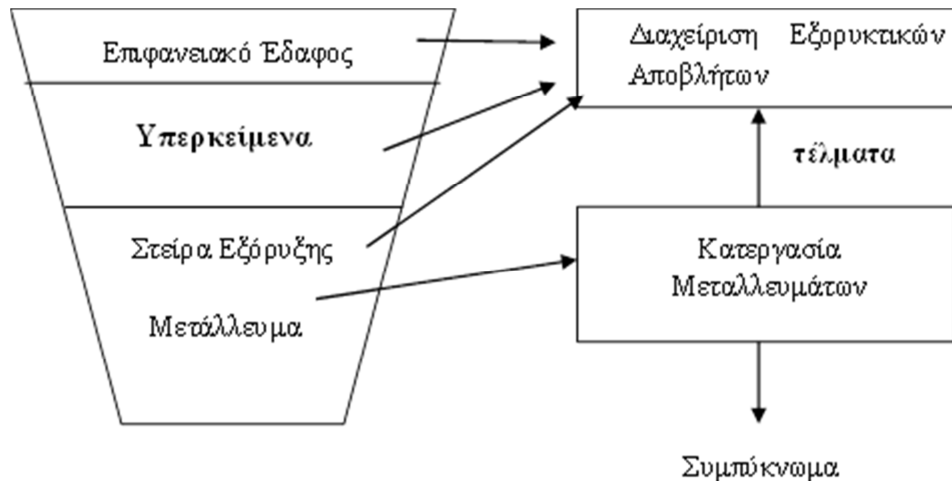 Επιφανειακό Έδαφος
Υπερκείμενα
Στείρα Εξόρυξης
Μετάλλευμα
Διαχείριση Εξορυκτικών
Αποβλήτων
τέλματα
Κατεργασία
Μεταλλευμάτων
Συμπύκνωμα